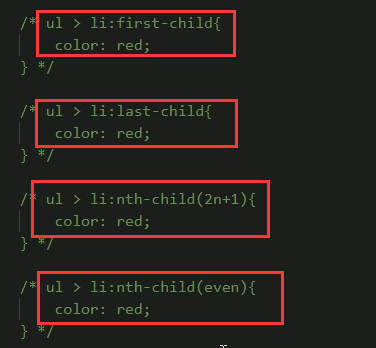 /* ul > li:first-child{
color: red;
} */
/* ul > li:last-child{
color: red;
} */
/* ul > li:nth-child(2n+1){
color: red;
} */
/* ul > li:nth-child(even){
color: red;
} */